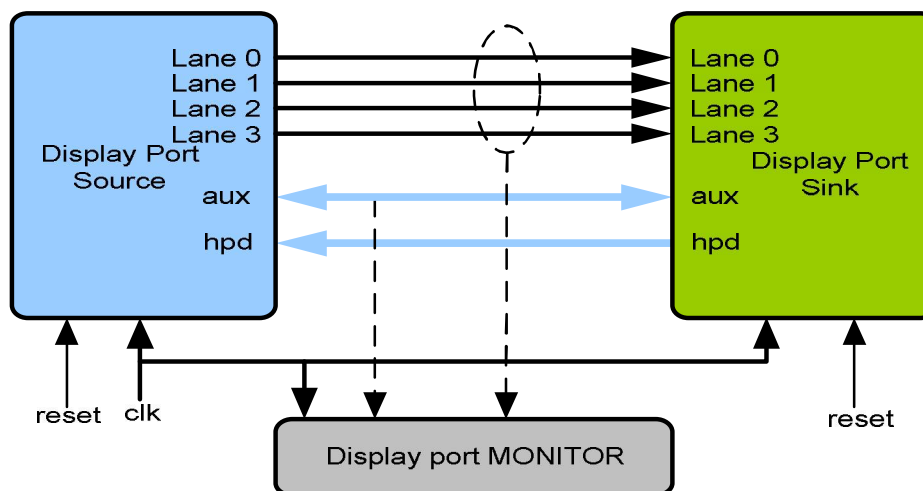 Lane 0
Lane 1
Lane 2
Lane 3
Display Port
Source
aux
hpd
Lane 0
Lane 1
Lane 2
Lane 3
Display Port
Sink
aux
hpd
reset
clk
reset
Display port MONITOR